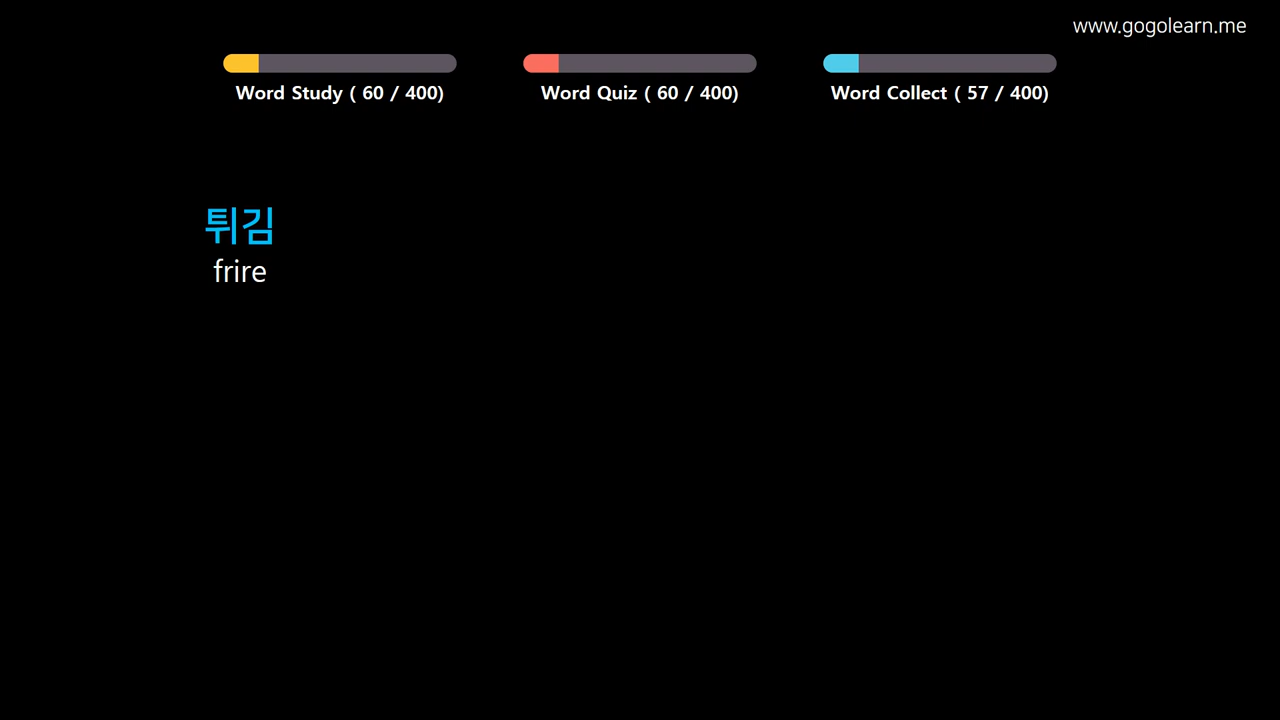 www.gogolearn.me
Word Study ( 60 / 400)
Word Quiz ( 60 / 400)
Word Collect ( 57 / 400)
튀김
frire